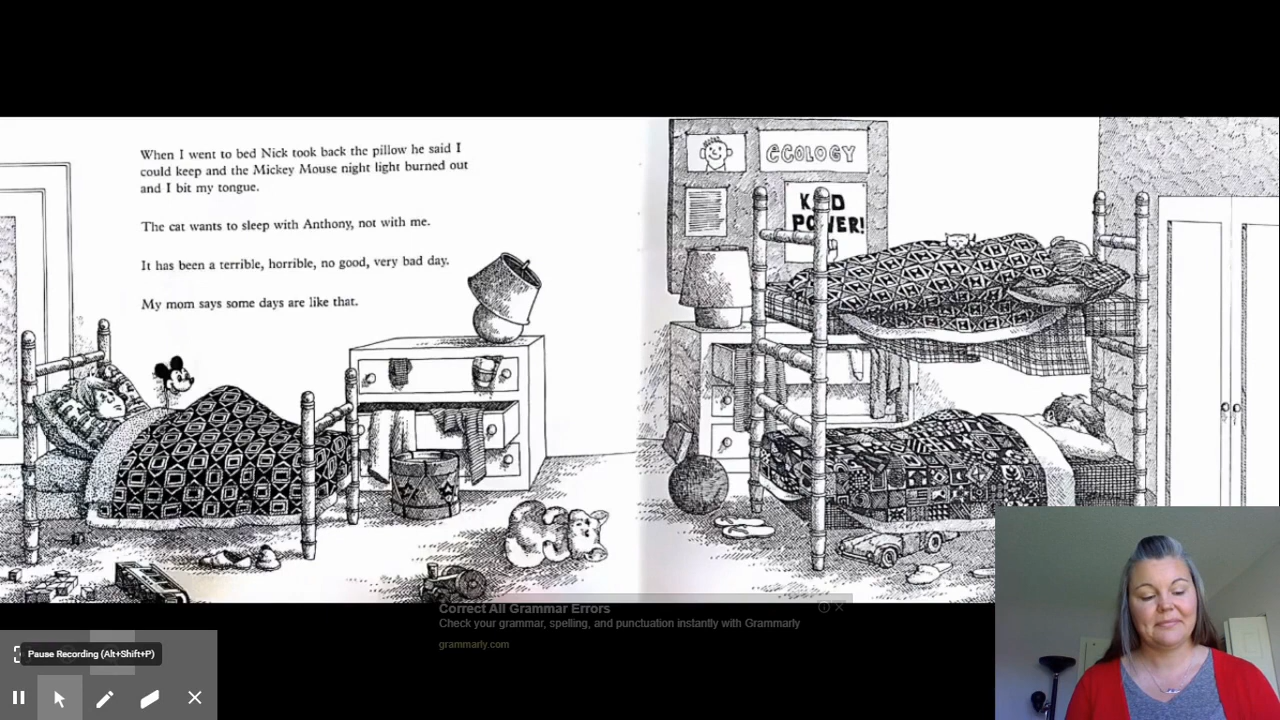 When I went to bed Nick took back the pillow he said I
could keep and the Mickey Mouse night light burned out
and I bit my tongue.
The cat wants to sleep with Anthony, not with me.
It has been a terrible, horrible, no good, very bad day.
My mom says some days are like that.
ECOLOGY
K D
POWER!
Correct All Grammar Errors
Check your grammar, spelling, and punctuation instantly with Grammarly
grammarly.com
Pause Recording (Alt+Shift+P)